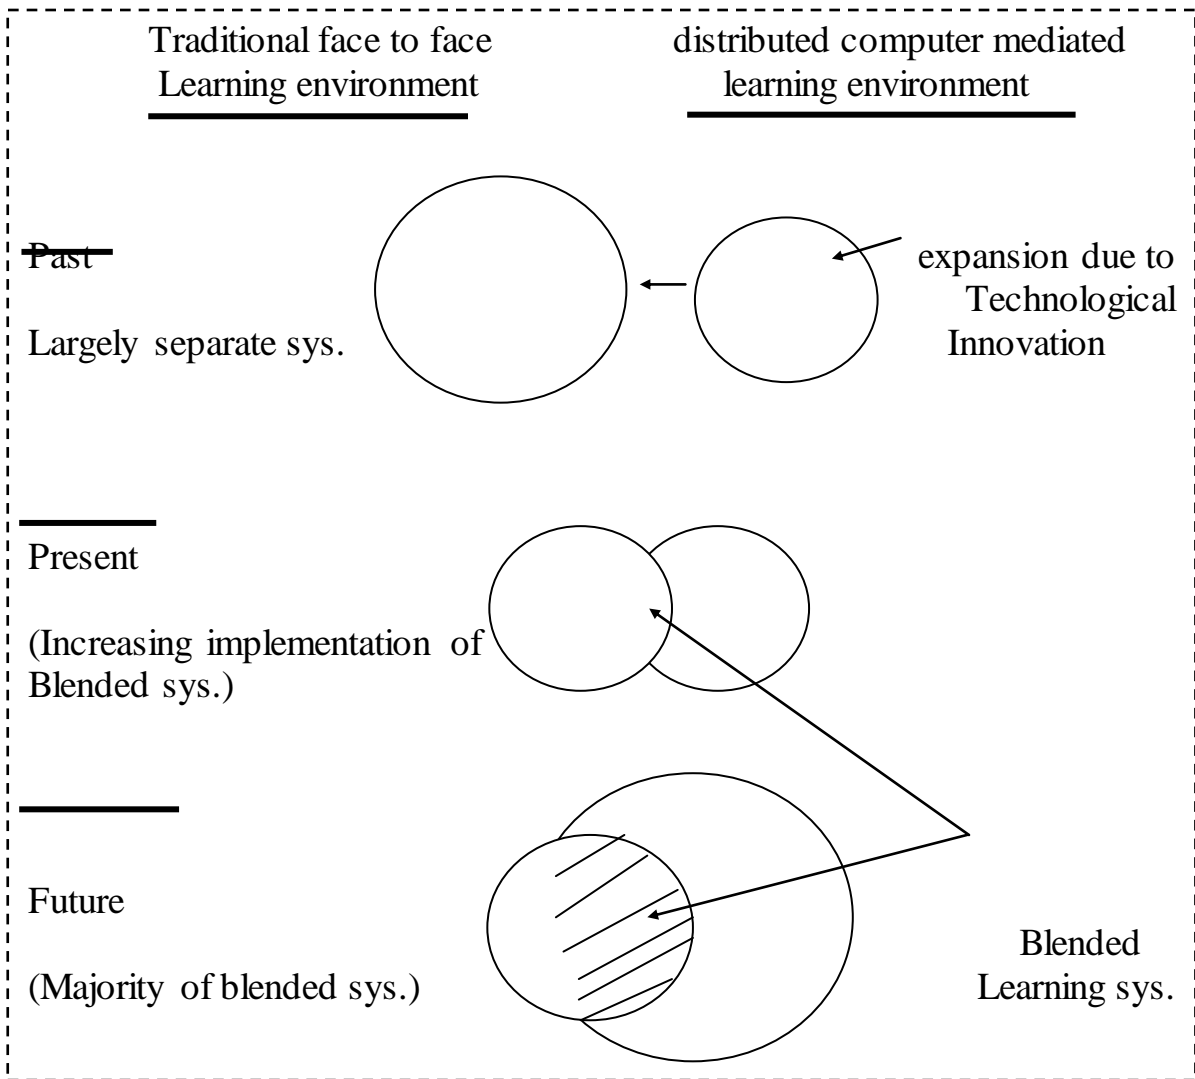 Traditional face to face
Learning environment
distributed computer mediated
learning environment
Past
Largely separate sys.
expansion due to
Technological
Innovation
Present
(Increasing implementation of
Blended sys.)
Future
(Majority of blended sys.)
Blended
Learning sys.